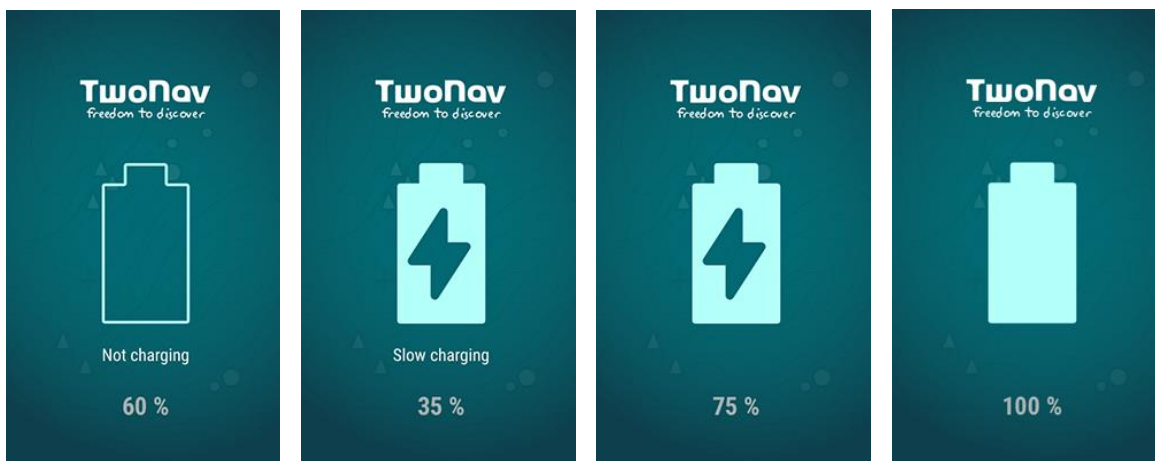 TwoNav
freedom to discover
Not charging
60 %
TwoNav
freedom to discover
Slow charging
35 %
TwoNav
freedom to discover
75 %
TwoNav
freedom to discover
100 %